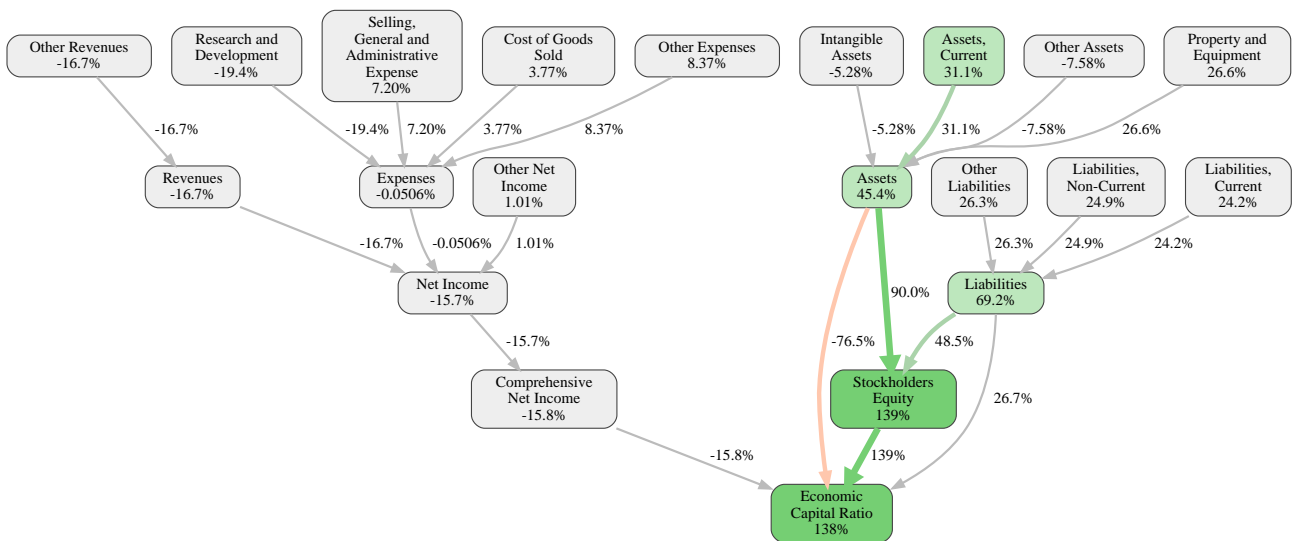 Other Revenues
-16.7%
Research and
Development
-19.4%
Selling,
General and
Administrative
Expense
7.20%
Cost of Goods
Sold
3.77%
Other Expenses
8.37%
Intangible
Assets
-5.28%
Assets,
Current
31.1%
Other Assets
-7.58%
Property and
Equipment
26.6%
-16.7%
-19.4%
7.20%
3.77%
8.37%
-5.28%
31.1%
-7.58%
26.6%
Revenues
-16.7%
Expenses
-0.0506%
Other Net
Income
1.01%
Assets
45.4%
Other
Liabilities
26.3%
Liabilities,
Non-Current
24.9%
Liabilities,
Current
24.2%
-16.7%
-0.0506%
1.01%
26.3%
24.9%
24.2%
Net Income
-15.7%
90.0%
Liabilities
69.2%
-15.7%
-76.5%
48.5%
Comprehensive
Net Income
-15.8%
Stockholders
Equity
139%
26.7%
-15.8%
139%
Economic
Capital Ratio
138%